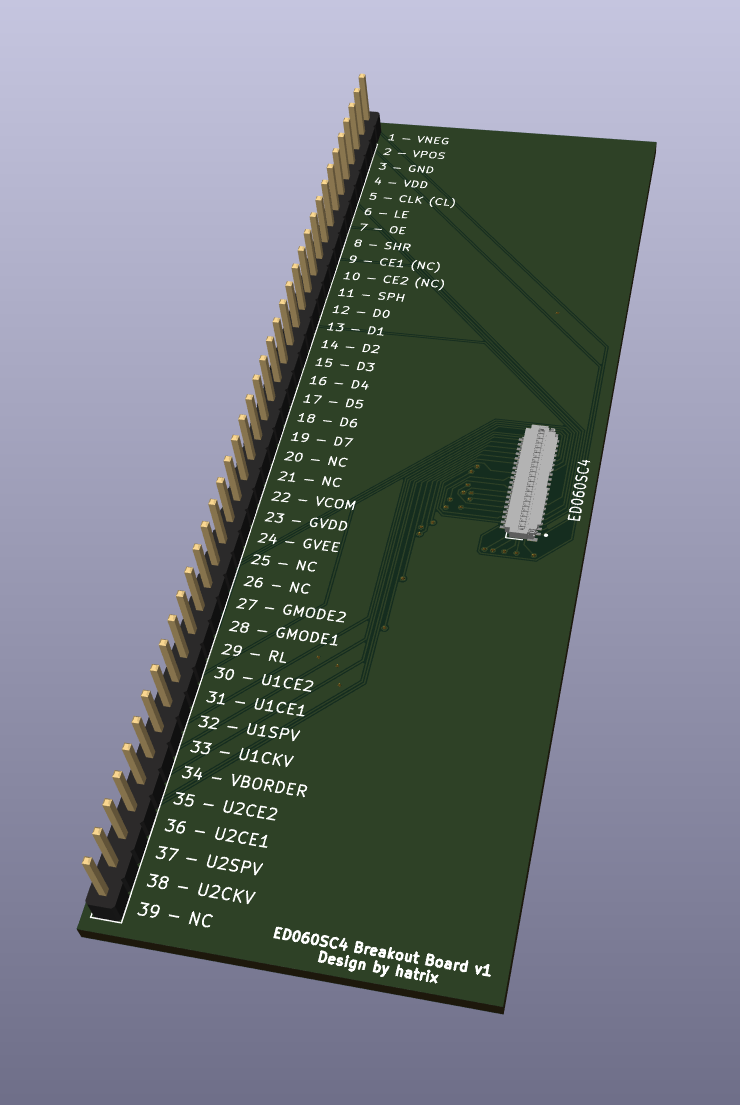 1 – VNEG
2 – VPOS
3 – GND
4 – VDD
5 – CLK (CL)
6 – LE
7 – OE
8 – SHR
9 – CE1 (NC)
10 – CE2 (NC)
11 – SPH
12 – D0
13 – D1
14 – D2
15 – D3
16 – D4
17 – D5
18 – D6
19 – D7
20 – NC
21 – NC
22 – VCOM
23 – GVDD
24 – GVEE
25 – NC
26 – NC
27 – GMODE2
28 – GMODE1
29 – RL
30 – U1CE2
31 – U1CE1
32 – U1SPV
33 – U1CKV
34 – VBORDER
35 – U2CE2
36 – U2CE1
37 – U2SPV
38 – U2CKV
39 – NC
ED060SC4
ED060SC4 Breakout Board v1
Design by hatrix